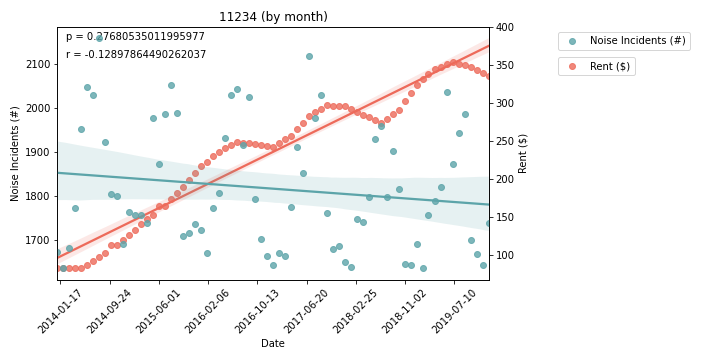 11234 (by month)
p = 0.27680535011995977
r = -0.12897864490262037
Noise Incidents (#)
2100
2000
1900
1800
1700
400
350
300
250
200
150
100
Rent ($)
2014-01-17
2014-09-24
2015-06-01
2016-02-06
2016-10-13
2017-06-20
2018-02-25
2018-11-02
2019-07-10
Date
Noise Incidents (#)
Rent ($)